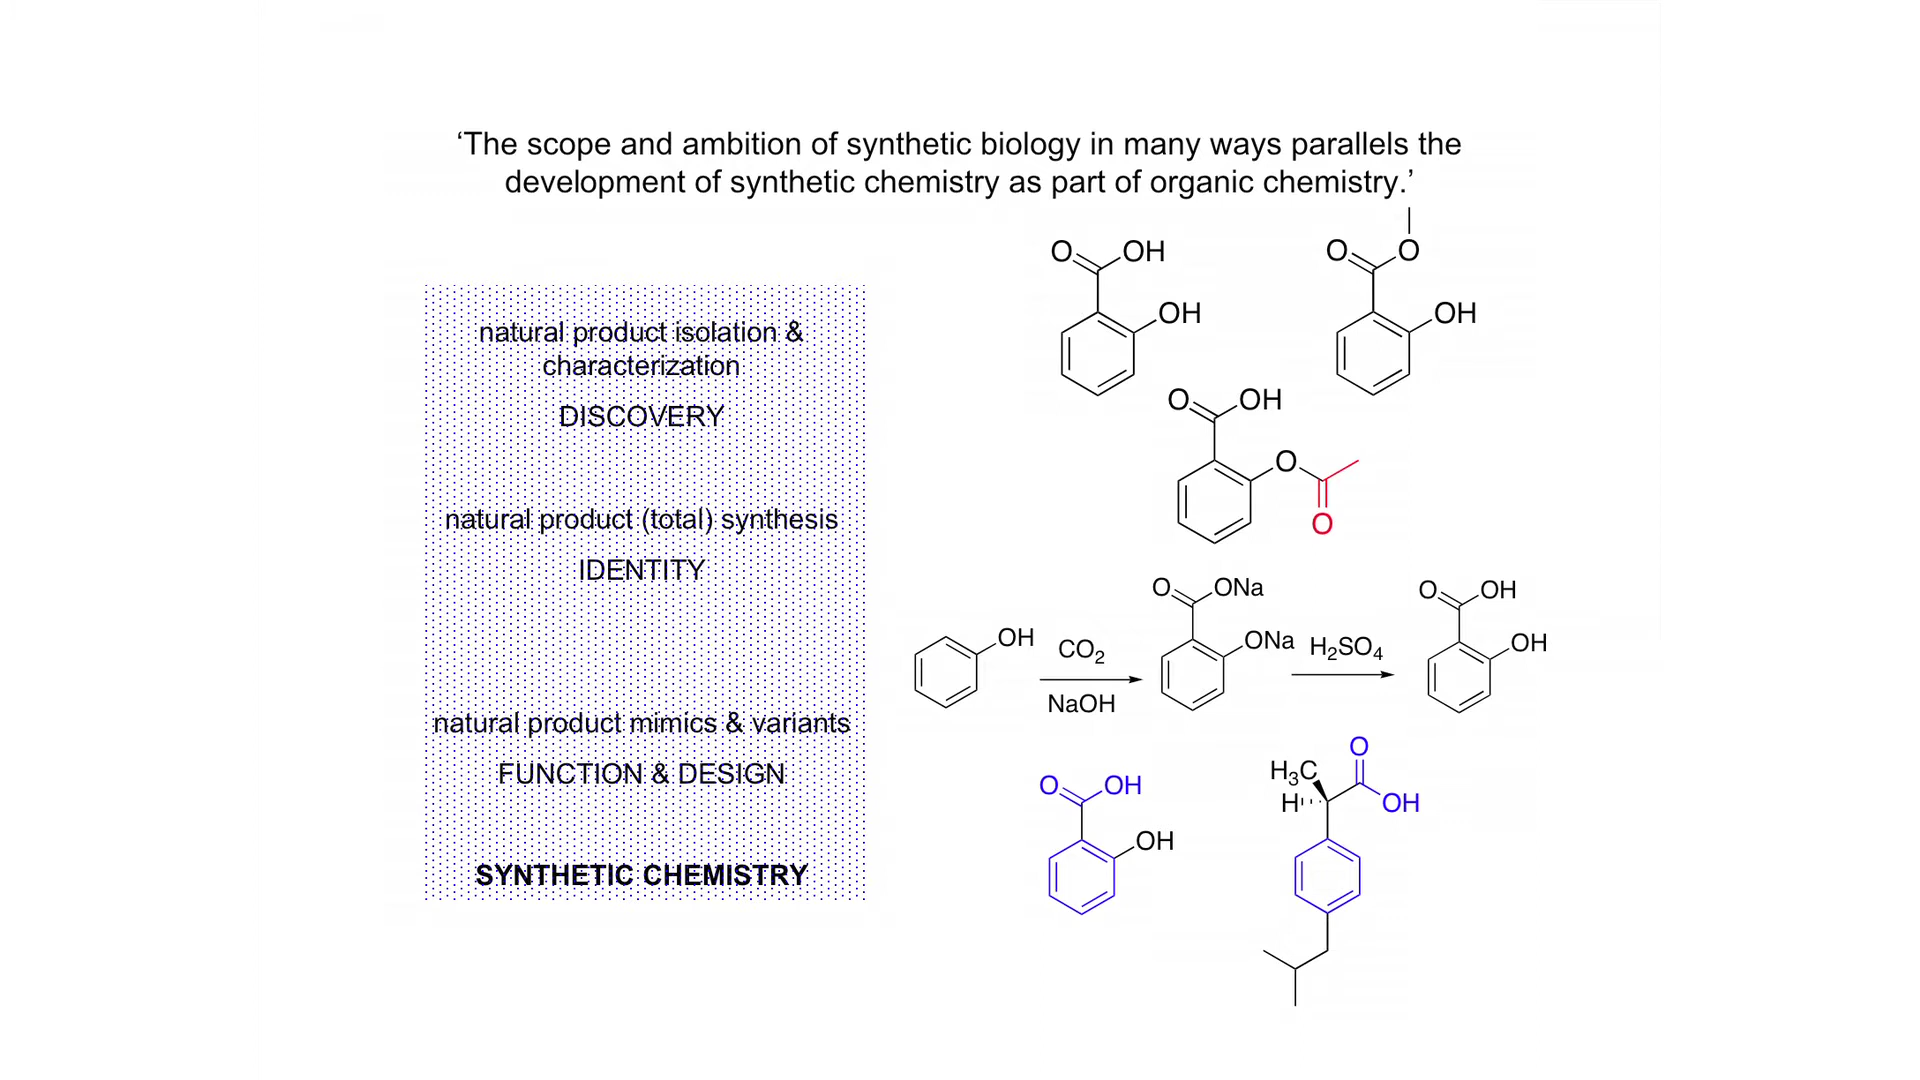 ‘The scope and ambition of synthetic biology in many ways parallels the
development of synthetic chemistry as part of organic chemistry.’
natural product isolation &
characterization
DISCOVERY
natural product (total) synthesis
IDENTITY
natural product mimics & variants
FUNCTION & DESIGN
SYNTHETIC CHEMISTRY
O OH
OH
O O
OH
O OH
O
O
OH
CO₂
NaOH
O ONa
ONa
H₂SO₄
O OH
OH
O OH
OH
O
H₃C
H
OH